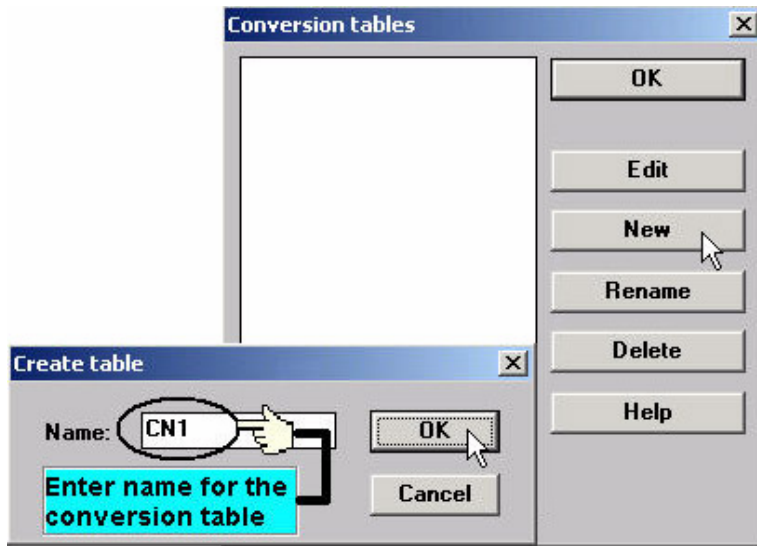 Conversion tables
OK
Edit
New
Rename
Delete
Help
Create table
Name: CN1
OK
Cancel
Enter name for the
conversion table